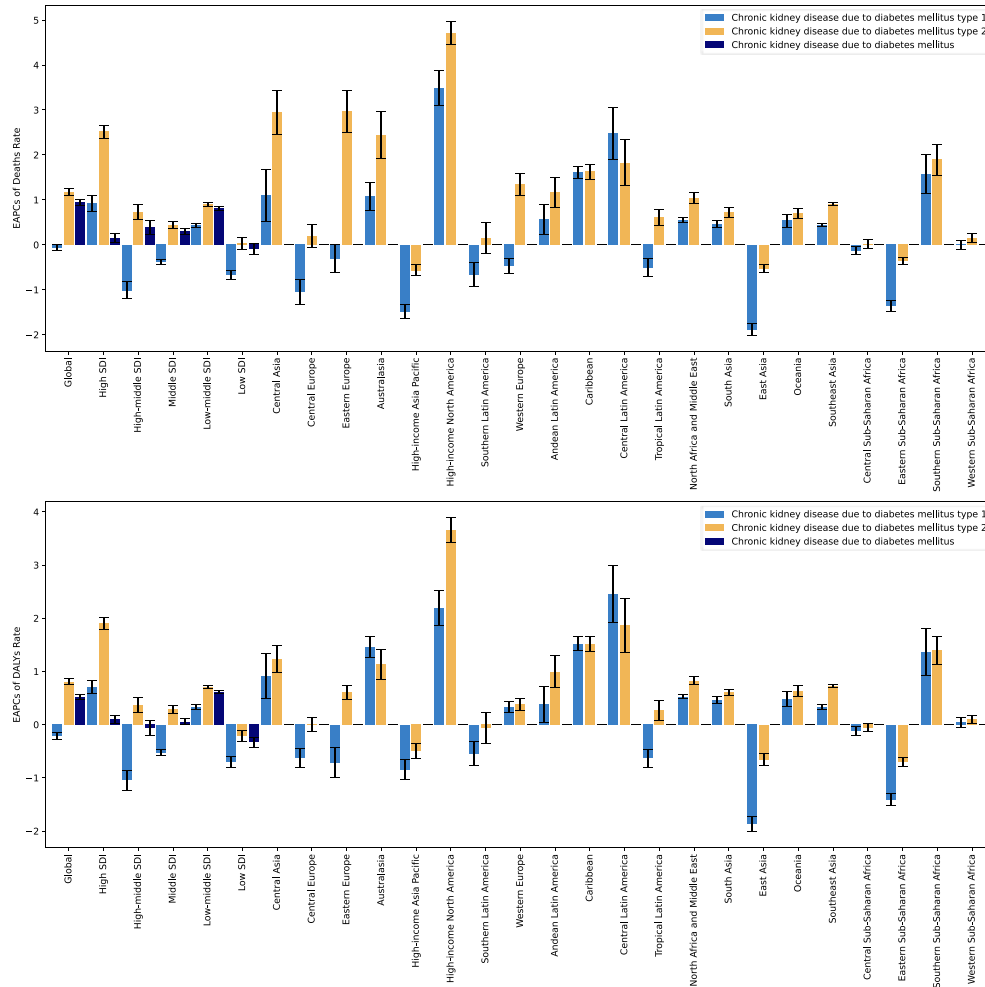 EAPCs of Deaths Rate
5
4
3
2
1
0
−1
−2
Chronic kidney disease due to diabetes mellitus type 1
Chronic kidney disease due to diabetes mellitus type 2
Chronic kidney disease due to diabetes mellitus
Global
High SDI
High-middle SDI
Middle SDI
Low-middle SDI
Low SDI
Central Asia
Central Europe
Eastern Europe
Australasia
High-income Asia Pacific
High-income North America
Southern Latin America
Western Europe
Andean Latin America
Caribbean
Central Latin America
Tropical Latin America
North Africa and Middle East
South Asia
East Asia
Oceania
Southeast Asia
Central Sub-Saharan Africa
Eastern Sub-Saharan Africa
Southern Sub-Saharan Africa
Western Sub-Saharan Africa
EAPCs of DALYs Rate
4
3
2
1
0
−1
−2
Chronic kidney disease due to diabetes mellitus type 1
Chronic kidney disease due to diabetes mellitus type 2
Chronic kidney disease due to diabetes mellitus
Global
High SDI
High-middle SDI
Middle SDI
Low-middle SDI
Low SDI
Central Asia
Central Europe
Eastern Europe
Australasia
High-income Asia Pacific
High-income North America
Southern Latin America
Western Europe
Andean Latin America
Caribbean
Central Latin America
Tropical Latin America
North Africa and Middle East
South Asia
East Asia
Oceania
Southeast Asia
Central Sub-Saharan Africa
Eastern Sub-Saharan Africa
Southern Sub-Saharan Africa
Western Sub-Saharan Africa